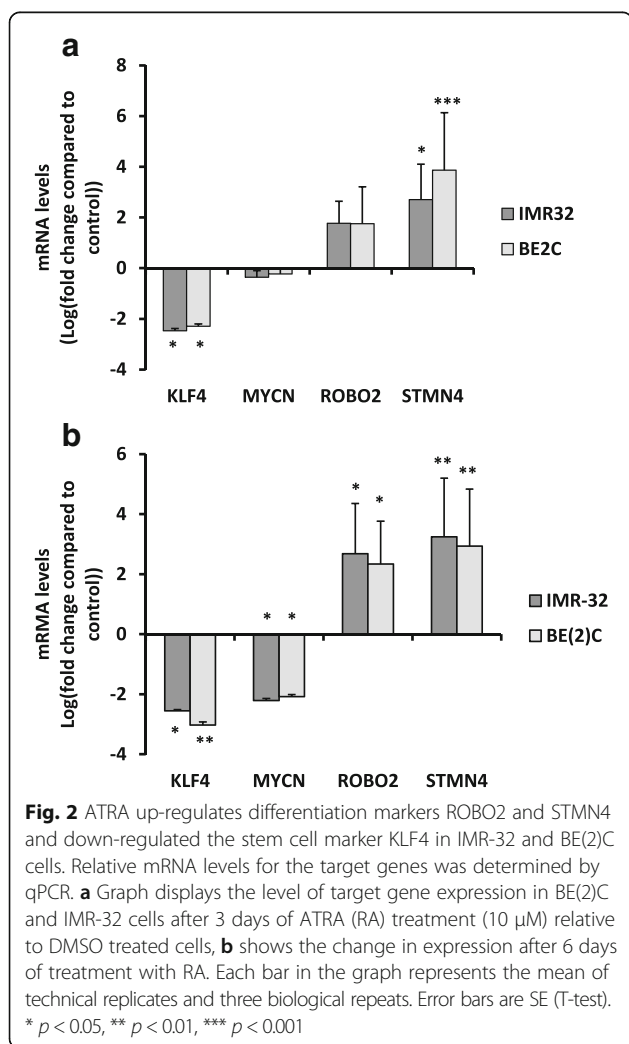 a
mRNA levels
(Log(fold change compared to
control))
8
6
4
2
0
-2
-4
* *
* ***
IMR32
BE2C
KLF4 MYCN ROBO2 STMN4
b
mRMA levels
Log(fold change compared to
control))
6
4
2
0
-2
-4
* **
* *
* *
** **
IMR-32
BE(2)C
KLF4 MYCN ROBO2 STMN4
Fig. 2 ATRA up-regulates differentiation markers ROBO2 and STMN4
and down-regulated the stem cell marker KLF4 in IMR-32 and BE(2)C
cells. Relative mRNA levels for the target genes was determined by
qPCR. a Graph displays the level of target gene expression in BE(2)C
and IMR-32 cells after 3 days of ATRA (RA) treatment (10 μM) relative
to DMSO treated cells, b shows the change in expression after 6 days
of treatment with RA. Each bar in the graph represents the mean of
technical replicates and three biological repeats. Error bars are SE (T-test).
* p < 0.05, ** p < 0.01, *** p < 0.001